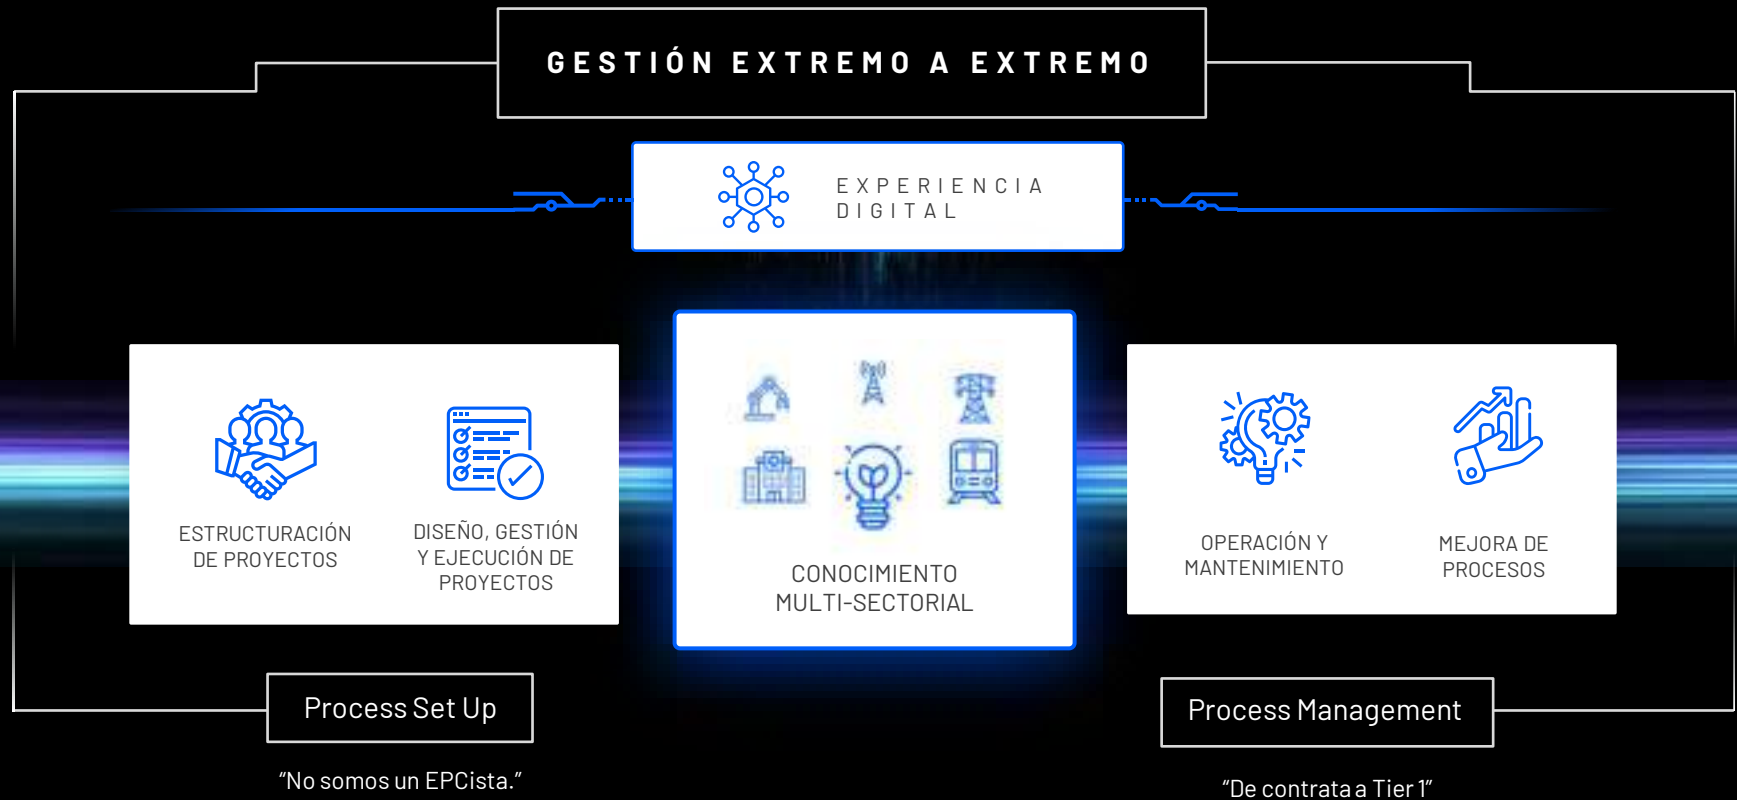 GESTIÓN EXTREMO A EXTREMO
EXPERIENCIA
DIGITAL
ESTRUCTURACIÓN
DE PROYECTOS
DISEÑO, GESTIÓN
Y EJECUCIÓN DE
PROYECTOS
CONOCIMIENTO
MULTI-SECTORIAL
OPERACIÓN Y
MANTENIMIENTO
MEJORA DE
PROCESOS
Process Set Up
“No somos un EPCista.”
Process Management
“De contrata a Tier 1”